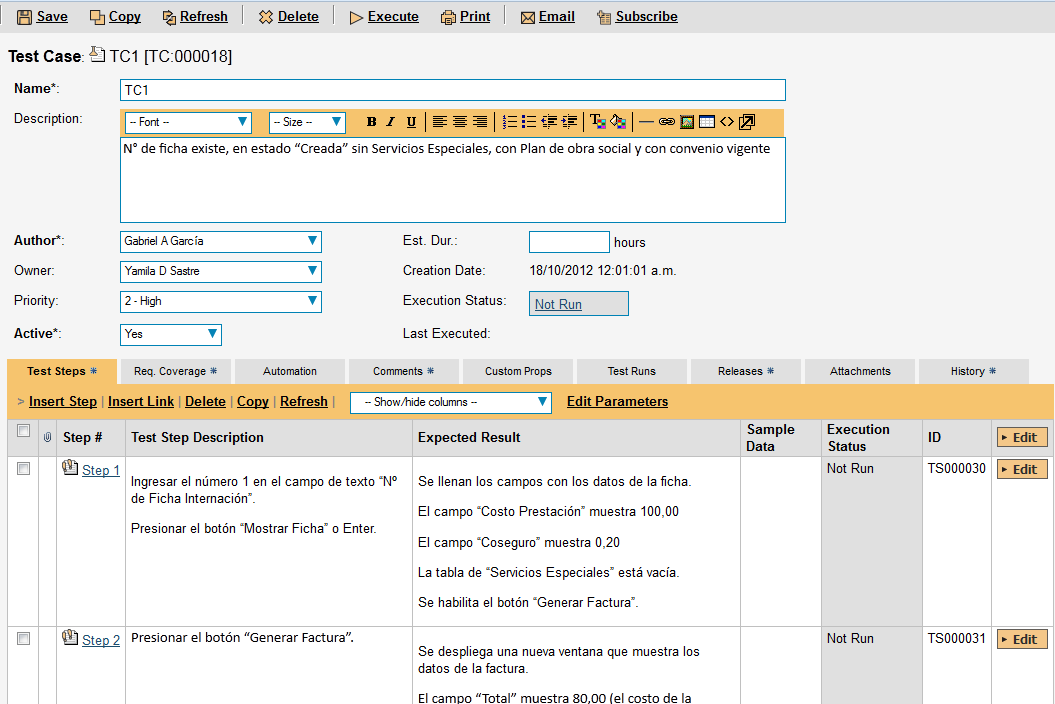 Save Copy Refresh Delete Execute Print Email Subscribe
Test Case: TC1 [TC:000018]
Name*: TC1
Description: -- Font -- -- Size -- B I U
N° de ficha existe, en estado “Creada” sin Servicios Especiales, con Plan de obra social y con convenio vigente
Author*: Gabriel A García Est. Dur.: hours
Owner: Yamila D Sastre Creation Date: 18/10/2012 12:01:01 a.m.
Priority: 2 - High Execution Status: Not Run
Active*: Yes Last Executed:
Test Steps * Req. Coverage * Automation Comments * Custom Props Test Runs Releases * Attachments History *
> Insert Step | Insert Link | Delete | Copy | Refresh | -- Show/hide columns -- Edit Parameters
Step # Test Step Description Expected Result Sample Data Execution Status ID Edit
Step 1
Ingresar el número 1 en el campo de texto “Nº
de Ficha Internación”.
Presionar el botón “Mostrar Ficha” o Enter.
Se llenan los campos con los datos de la ficha.
El campo “Costo Prestación” muestra 100,00
El campo “Coseguro” muestra 0,20
La tabla de “Servicios Especiales” está vacía.
Se habilita el botón “Generar Factura”.
Not Run TS000030 Edit
Step 2
Presionar el botón “Generar Factura”.
Se despliega una nueva ventana que muestra los
datos de la factura.
El campo “Total” muestra 80,00 (el costo de la
Not Run TS000031 Edit